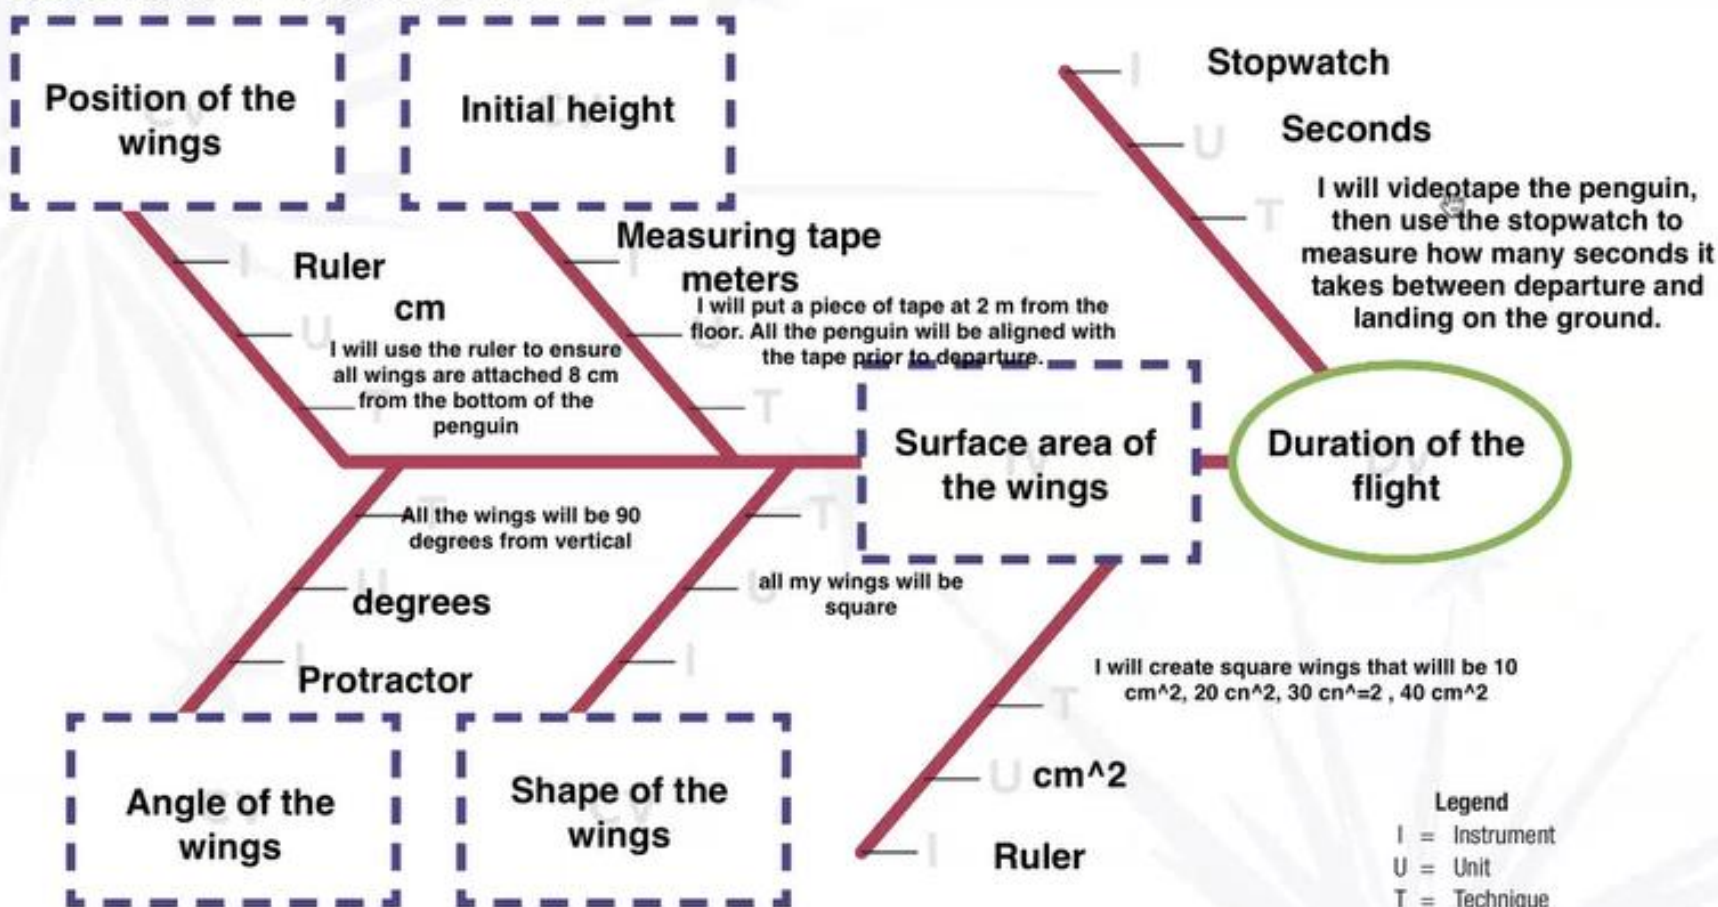 Position of the
wings
Initial height
Stopwatch
I
Seconds
U
I will videotape the penguin,
then use the stopwatch to
measure how many seconds it
takes between departure and
landing on the ground.
T
Ruler
I
cm
U
I will use the ruler to ensure
all wings are attached 8 cm
from the bottom of the
penguin
T
Measuring tape
I
meters
I will put a piece of tape at 2 m from the
floor. All the penguin will be aligned with
the tape prior to departure.
U
T
Surface area of
the wings
IV
Duration of the
flight
DV
T
All the wings will be 90
degrees from vertical
U
degrees
I
Protractor
T
U
all my wings will be
square
I
T
I will create square wings that willl be 10
cm^2, 20 cn^2, 30 cn^=2 , 40 cm^2
U cm^2
I
Ruler
Angle of the
wings
CV
Shape of the
wings
CV
Legend
I = Instrument
U = Unit
T = Technique